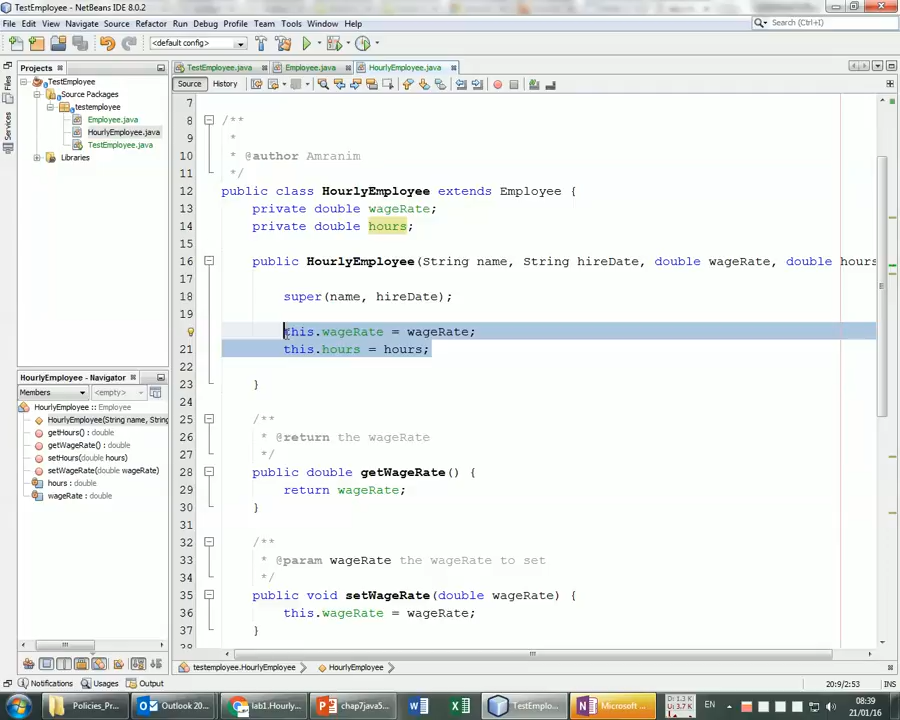 TestEmployee - NetBeans IDE 8.0.2
File Edit View Navigate Source Refactor Run Debug Profile Team Tools Window Help
<default config>
Search (Ctrl+I)
Files
Services
Projects
TestEmployee
Source Packages
testemployee
Employee.java
HourlyEmployee.java
TestEmployee.java
Libraries
HourlyEmployee - Navigator
Members
<empty>
HourlyEmployee :: Employee
HourlyEmployee(String name, String
getHours() : double
getWageRate() : double
setHours(double hours)
setWageRate(double wageRate)
hours : double
wageRate : double
TestEmployee.java
Employee.java
HourlyEmployee.java
Source
History
7
8 /**
9 *
10 * @author Amranim
11 */
12 public class HourlyEmployee extends Employee {
13 private double wageRate;
14 private double hours;
15
16 public HourlyEmployee(String name, String hireDate, double wageRate, double hours
17
18 super(name, hireDate);
19
this.wageRate = wageRate;
21 this.hours = hours;
22
23 }
24
25 /**
26 * @return the wageRate
27 */
28 public double getWageRate() {
29 return wageRate;
30 }
31
32 /**
33 * @param wageRate the wageRate to set
34 */
35 public void setWageRate(double wageRate) {
36 this.wageRate = wageRate;
37 }
38
testemployee.HourlyEmployee
HourlyEmployee
Notifications
Usages
Output
20:9/2:53
INS
Policies_Pr...
Outlook 20...
lab1.Hourly...
chap7java5...
TestEmplo...
Microsoft ...
EN
D: 1.3 K
U: 3.7 K
08:39
21/01/16